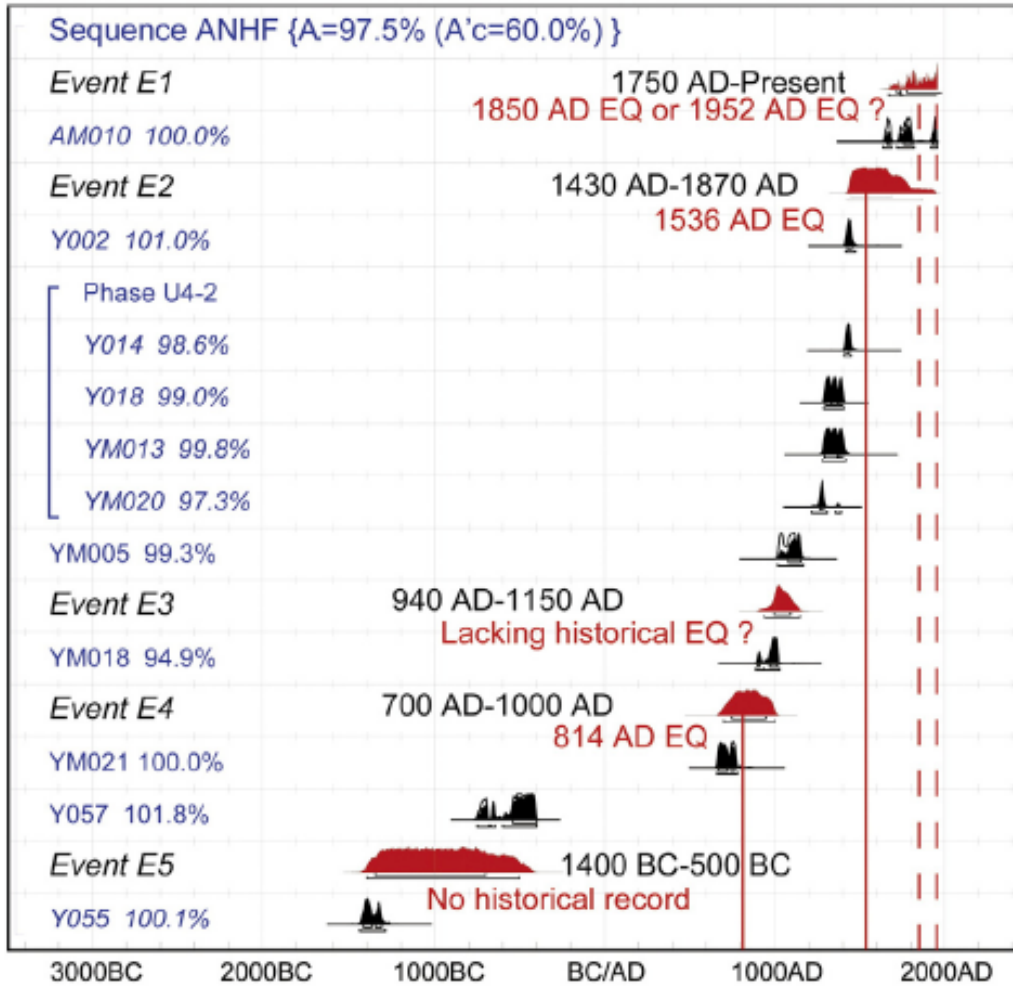 Sequence ANHF {A=97.5% (A'c=60.0%) }
Event E1 1750 AD-Present
1850 AD EQ or 1952 AD EQ ?
AM010 100.0%
Event E2 1430 AD-1870 AD
1536 AD EQ
Y002 101.0%
Phase U4-2
Y014 98.6%
Y018 99.0%
YM013 99.8%
YM020 97.3%
YM005 99.3%
Event E3 940 AD-1150 AD
Lacking historical EQ ?
YM018 94.9%
Event E4 700 AD-1000 AD
814 AD EQ
YM021 100.0%
Y057 101.8%
Event E5 1400 BC-500 BC
No historical record
Y055 100.1%
3000BC 2000BC 1000BC BC/AD 1000AD 2000AD